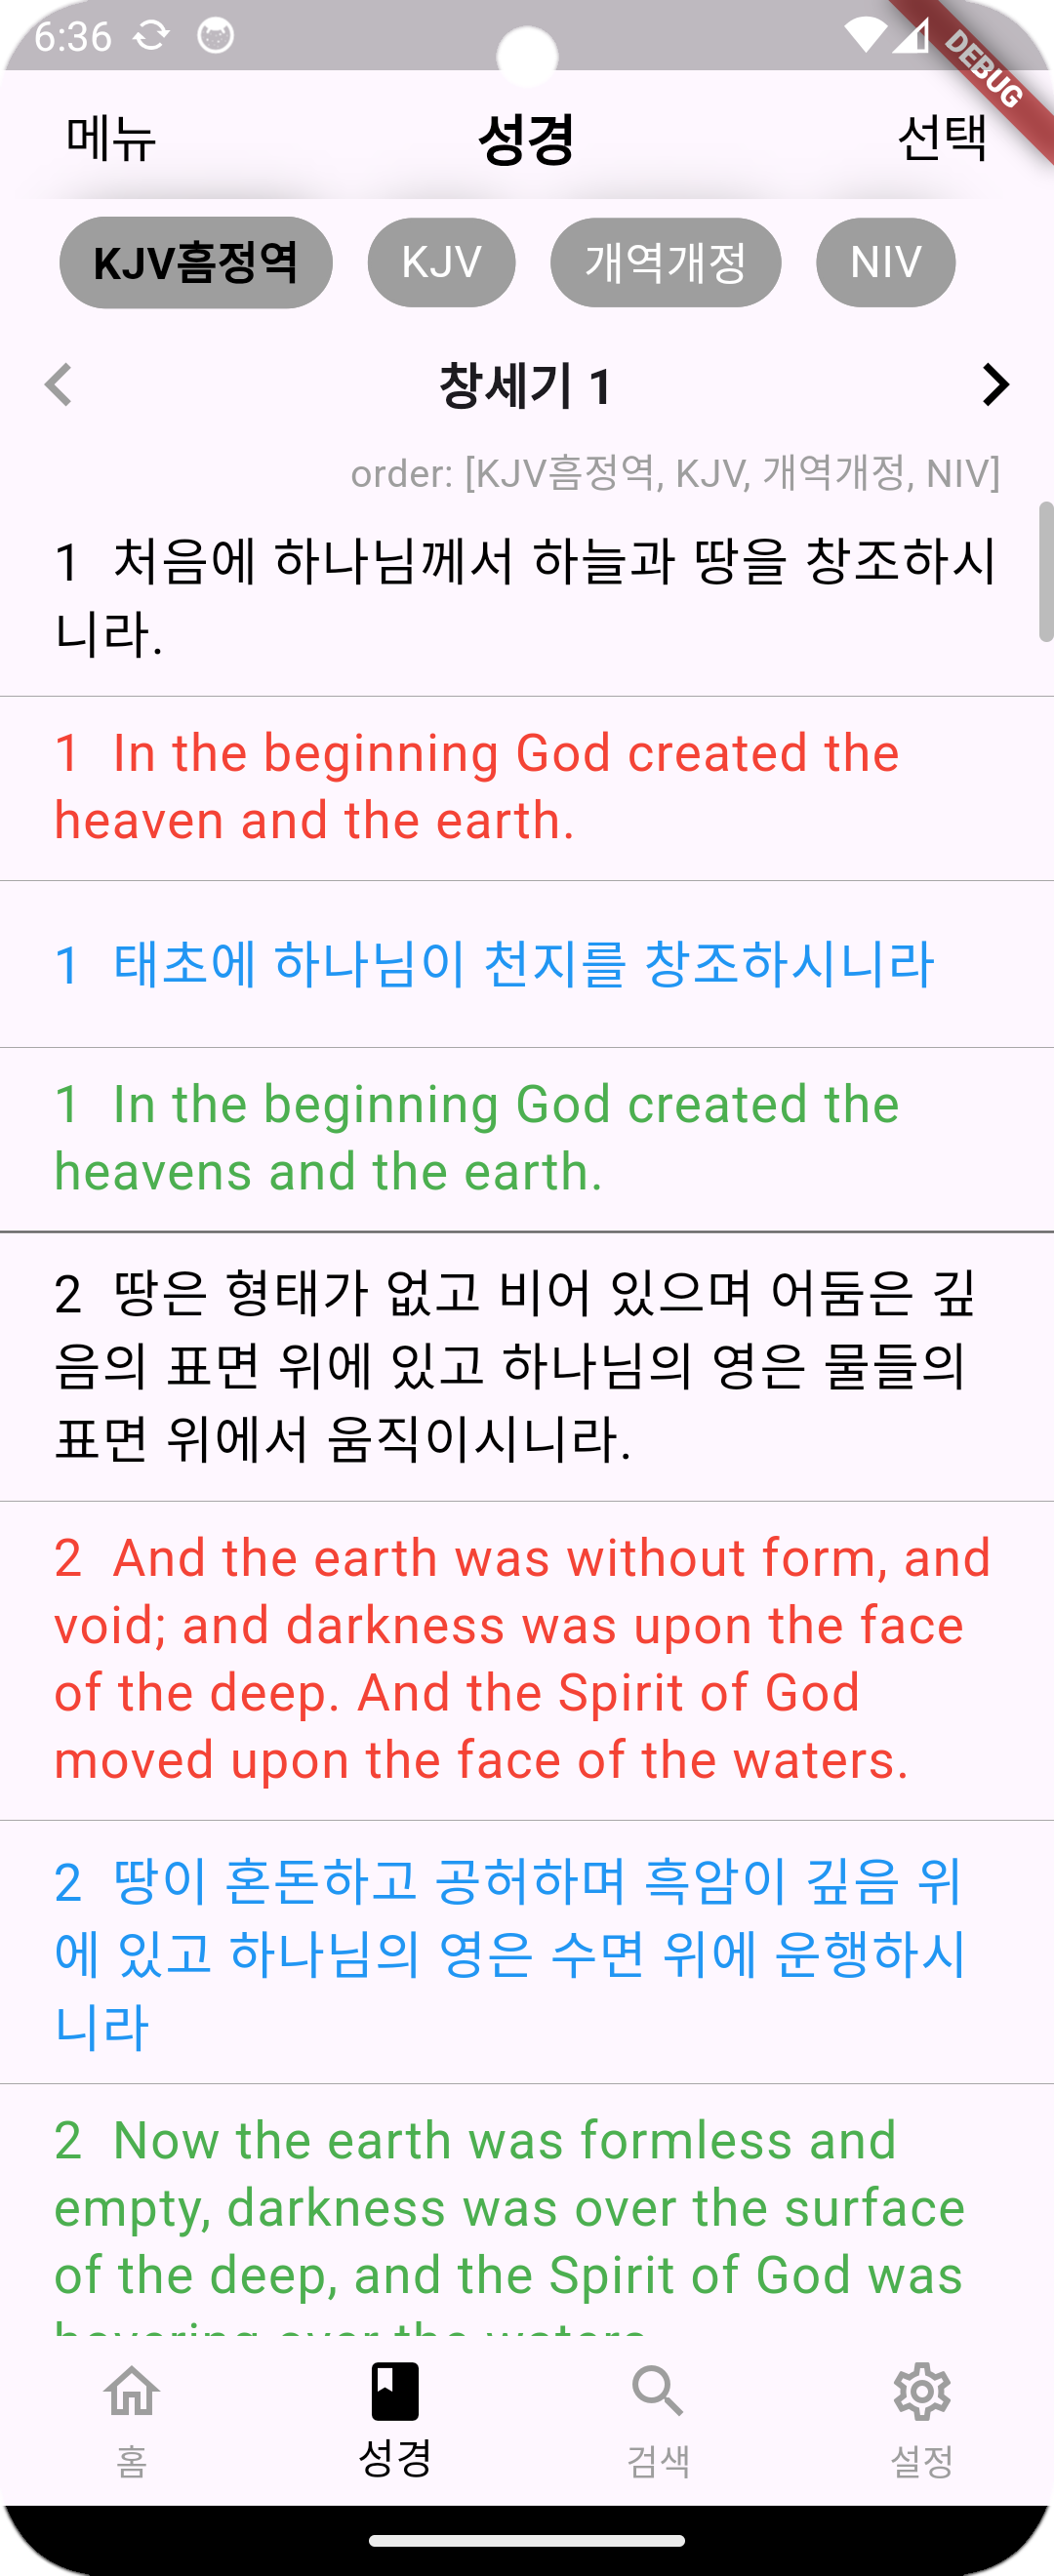 6:36
DEBUG
메뉴 성경 선택
KJV흠정역 KJV 개역개정 NIV
창세기 1
order: [KJV흠정역, KJV, 개역개정, NIV]
1 처음에 하나님께서 하늘과 땅을 창조하시
니라.
1 In the beginning God created the
heaven and the earth.
1 태초에 하나님이 천지를 창조하시니라
1 In the beginning God created the
heavens and the earth.
2 땅은 형태가 없고 비어 있으며 어둠은 깊
음의 표면 위에 있고 하나님의 영은 물들의
표면 위에서 움직이시니라.
2 And the earth was without form, and
void; and darkness was upon the face
of the deep. And the Spirit of God
moved upon the face of the waters.
2 땅이 혼돈하고 공허하며 흑암이 깊음 위
에 있고 하나님의 영은 수면 위에 운행하시
니라
2 Now the earth was formless and
empty, darkness was over the surface
of the deep, and the Spirit of God was
hovering over the waters
홈 성경 검색 설정